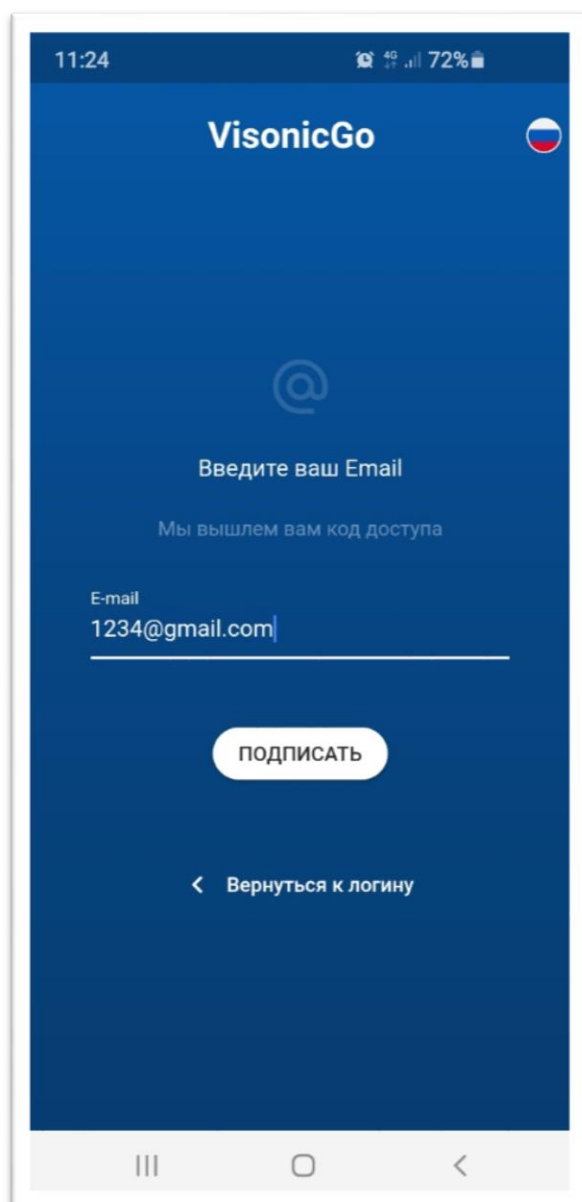 11:24
4G 72%
VisonicGo
@
Введите ваш Email
Мы вышлем вам код доступа
E-mail
1234@gmail.com
ПОДПИСАТЬ
Вернуться к логину